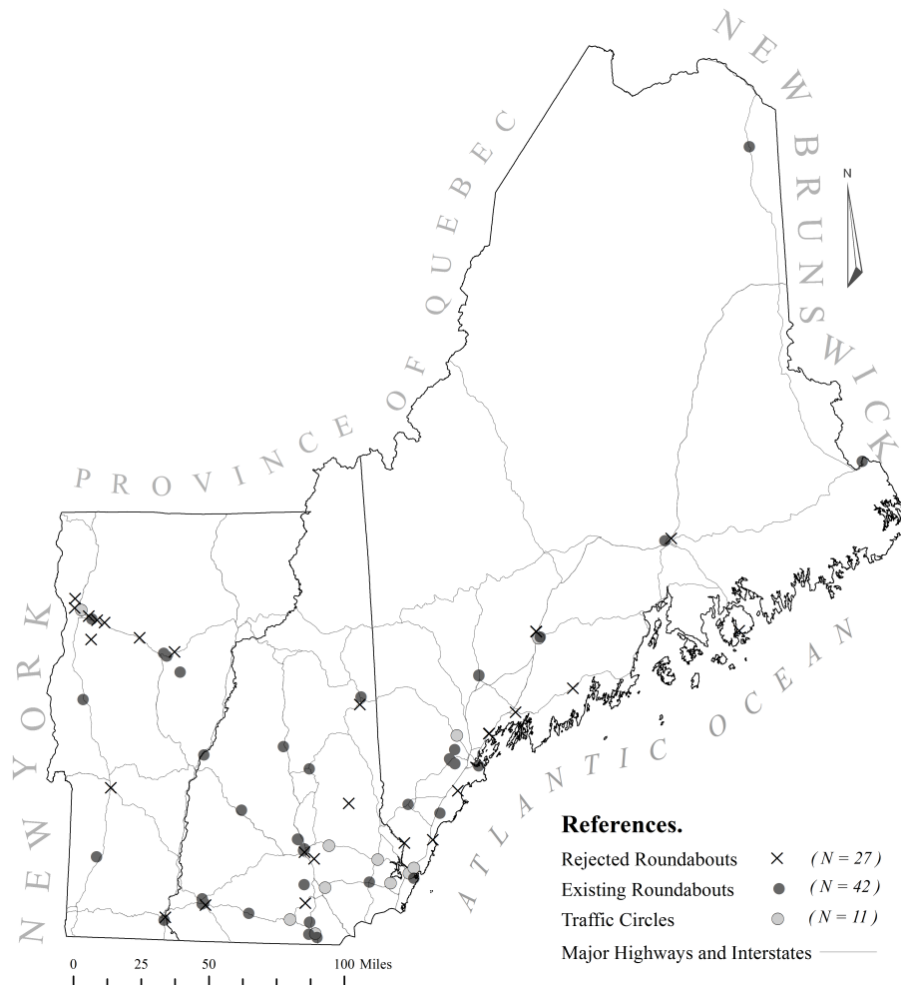 NEW BRUNSWICK
PROVINCE OF QUEBEC
N
NEW YORK
ATLANTIC OCEAN
References.
Rejected Roundabouts ( N = 27 )
Existing Roundabouts ( N = 42 )
Traffic Circles ( N = 11 )
Major Highways and Interstates
0 25 50 100 Miles